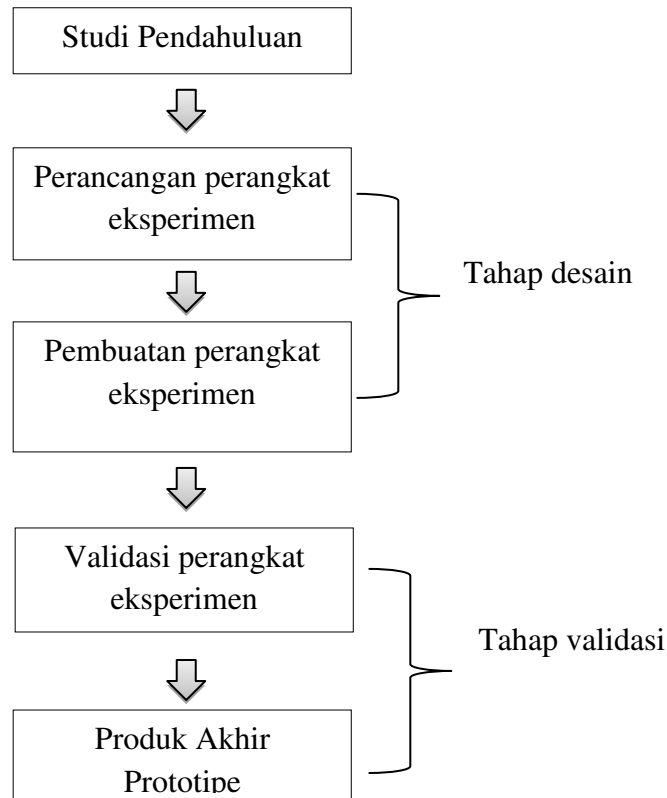 Studi Pendahuluan
Perancangan perangkat
eksperimen
Tahap desain
Pembuatan perangkat
eksperimen
Validasi perangkat
eksperimen
Tahap validasi
Produk Akhir
Prototipe